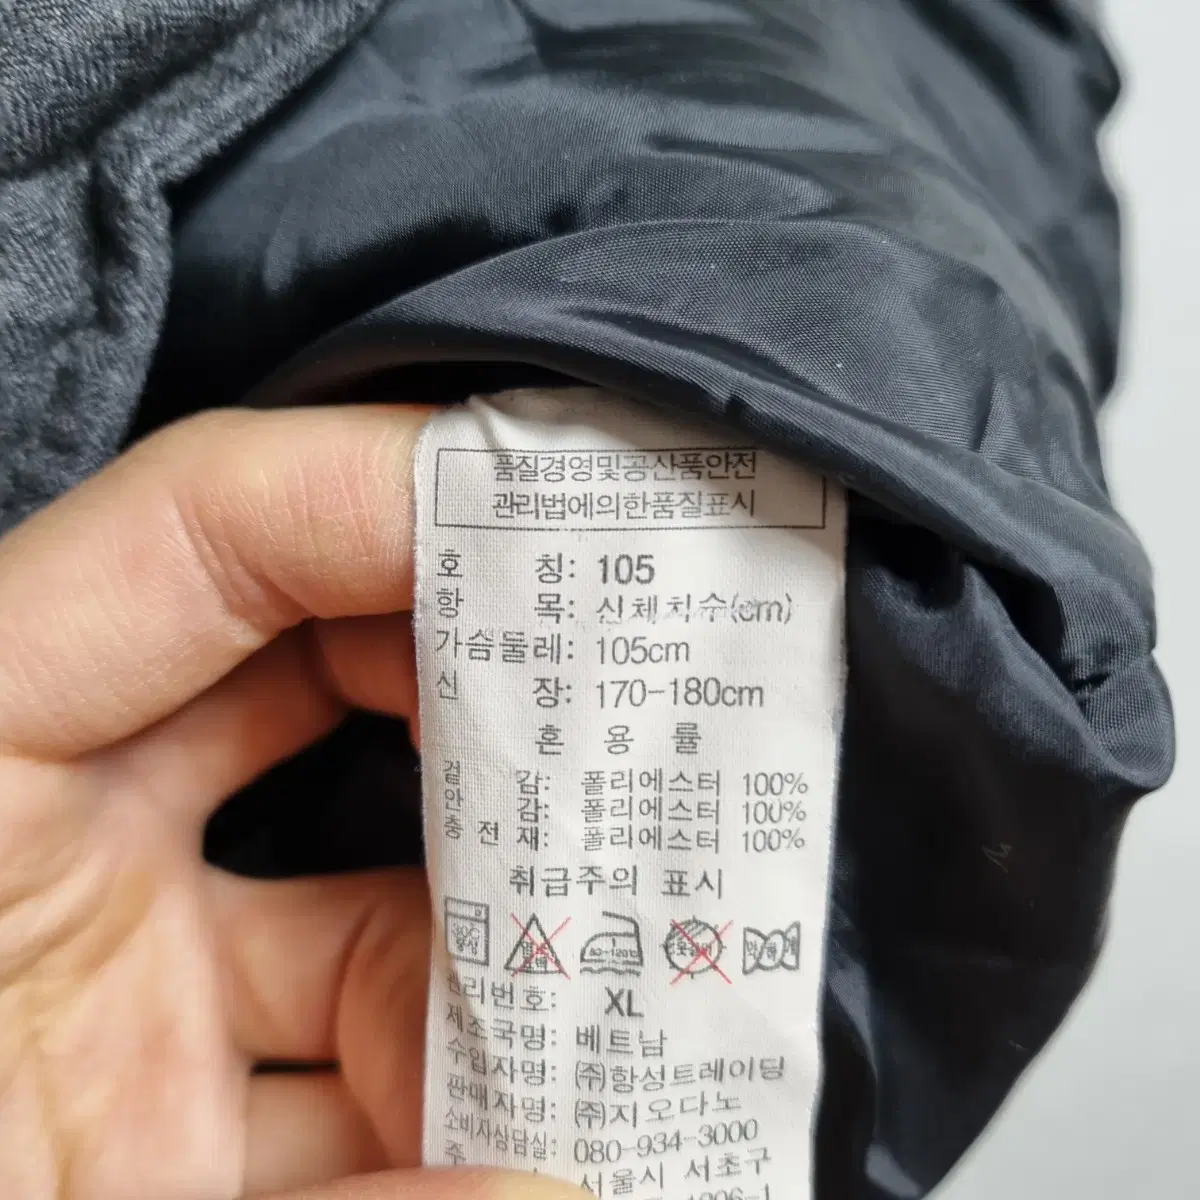 품질경영및공산품안전
관리법에의한품질표시
호 칭: 105
항 목: 신체치수(cm)
가슴둘레: 105cm
신 장: 170-180cm
혼 용 률
겉 감: 폴리에스터 100%
안 감: 폴리에스터 100%
충 전 재: 폴리에스터 100%
취급주의 표시
80-120℃
XL
제조국명: 베트남
수입자명: (주)항성트레이딩
판매자명: (주)지오다노
소비자상담실: 080-934-3000
주 서울시 서초구